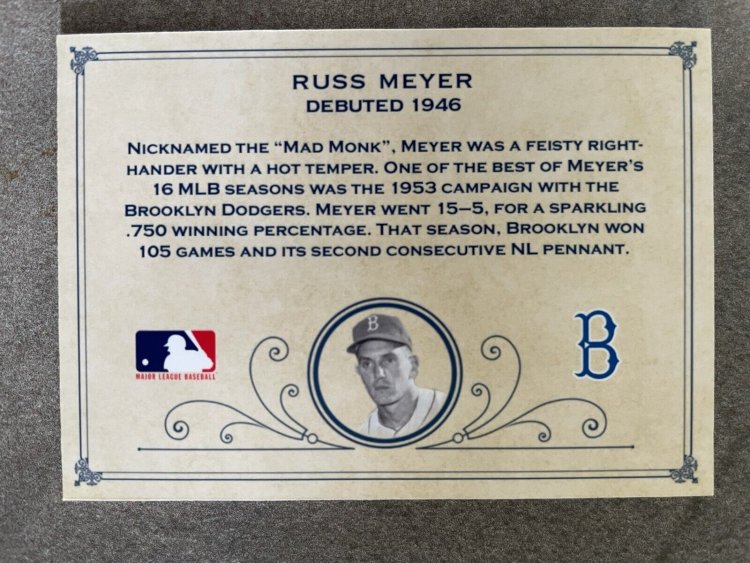 RUSS MEYER
DEBUTED 1946
NICKNAMED THE “MAD MONK”, MEYER WAS A FEISTY RIGHT-
HANDER WITH A HOT TEMPER. ONE OF THE BEST OF MEYER’S
16 MLB SEASONS WAS THE 1953 CAMPAIGN WITH THE
BROOKLYN DODGERS. MEYER WENT 15–5, FOR A SPARKLING
.750 WINNING PERCENTAGE. THAT SEASON, BROOKLYN WON
105 GAMES AND ITS SECOND CONSECUTIVE NL PENNANT.
B
MAJOR LEAGUE BASEBALL
B